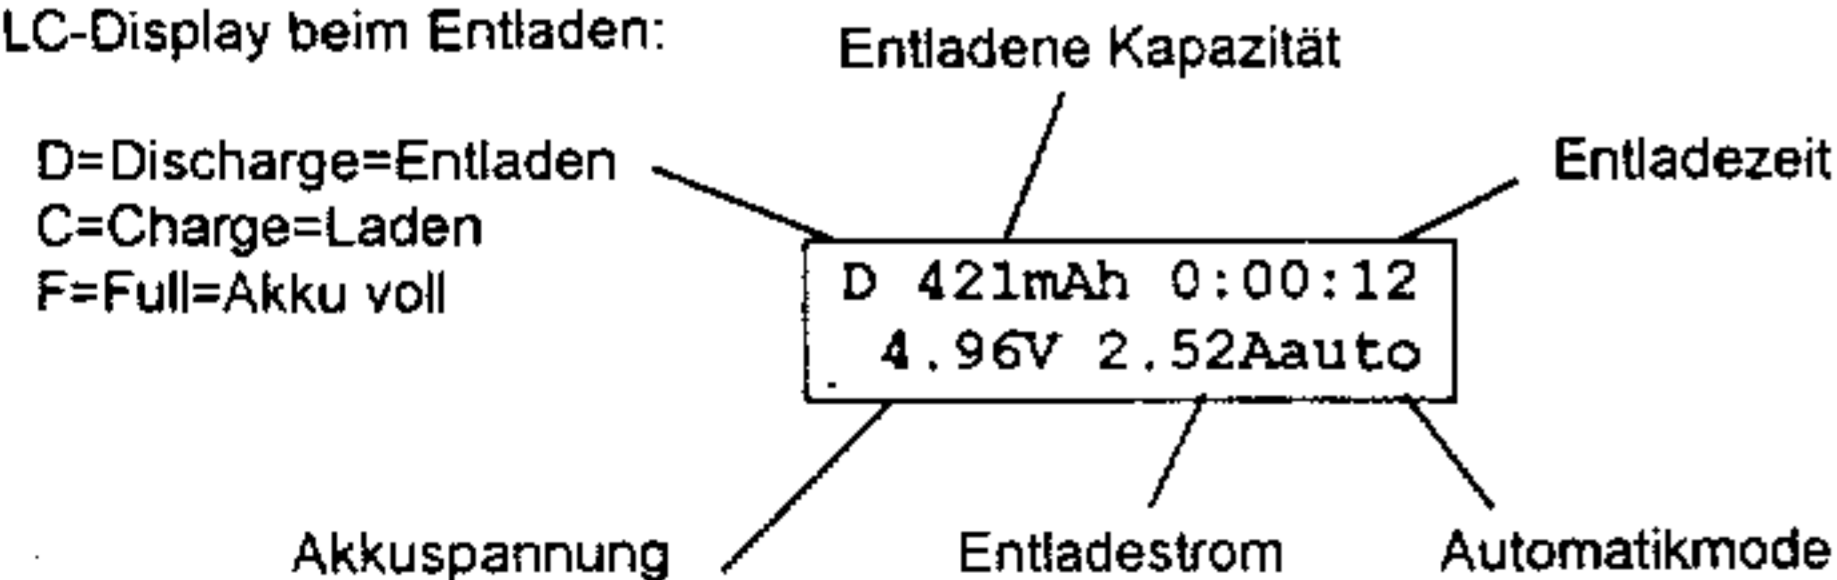 LC-Display beim Entladen:
Entladene Kapazität
D=Discharge=Entladen
Entladezeit
C=Charge=Laden
F=Full=Akku voll
D 421mAh 0:00:12
4.96V 2.52Aauto
Akkuspannung
Entladestrom
Automatikmode